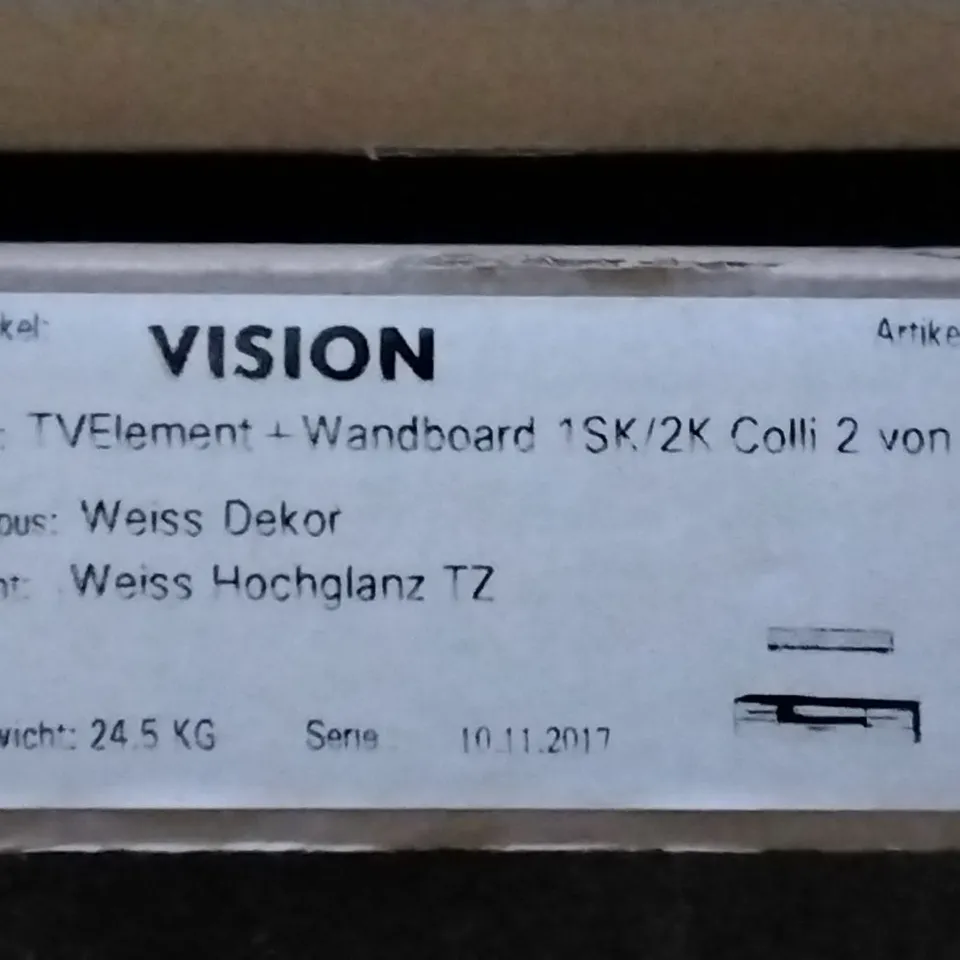 kel: VISION Artike
: TVElement + Wandboard 1SK/2K Colli 2 von
pus: Weiss Dekor
nt: Weiss Hochglanz TZ
wicht: 24.5 KG Serie 10.11.2017